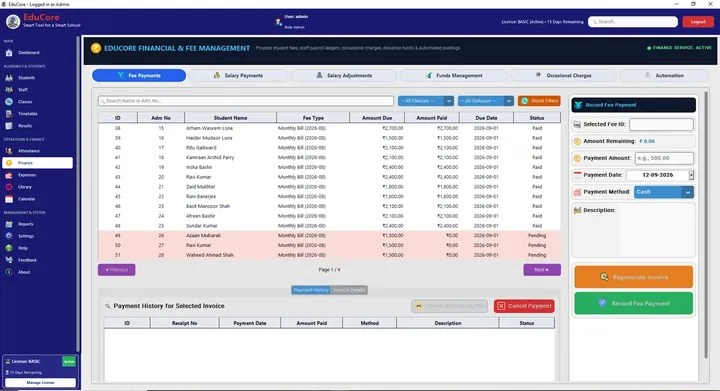 EduCore - Logged in as Admin
EduCore
Smart Tool for a Smart School
User: admin
Role: Admin
License: BASIC (Active) • 15 Days Remaining
Search...
Logout
MAIN
Dashboard
ACADEMICS & STUDENTS
Students
Staff
Classes
Timetable
Results
OPERATIONS & FINANCE
Attendance
Finance
Expenses
Library
Calendar
MANAGEMENT & SYSTEM
Reports
Settings
Help
Feedback
About
License: BASIC
Active
15 Days Remaining
Manage License
EDUCORE FINANCIAL & FEE MANAGEMENT
Process student fees, staff payroll ledgers, occasional charges, donation funds & automated postings
● FINANCE SERVICE ACTIVE
Fee Payments
Salary Payments
Salary Adjustments
Funds Management
Occasional Charges
Automation
Search Name or Adm No...
-- All Classes --
-- All Statuses --
Reset Filters
ID Adm No Student Name Fee Type Amount Due Amount Paid Due Date Status
38 15 Arham Waseem Lone Monthly Bill (2026-08) ₹2,700.00 ₹2,700.00 2026-09-01 Paid
39 16 Haider Mudasir Lone Monthly Bill (2026-08) ₹1,500.00 ₹1,500.00 2026-09-01 Paid
40 17 Ritu Gaikward Monthly Bill (2026-08) ₹2,100.00 ₹2,100.00 2026-09-01 Paid
41 18 Kamraan Arshid Parry Monthly Bill (2026-08) ₹2,100.00 ₹2,100.00 2026-09-01 Paid
42 19 Insha Bashir Monthly Bill (2026-08) ₹2,400.00 ₹2,400.00 2026-09-01 Paid
43 20 Ravi Kumar Monthly Bill (2026-08) ₹2,700.00 ₹2,700.00 2026-09-01 Paid
44 21 Zaid Mukhtar Monthly Bill (2026-08) ₹1,800.00 ₹1,800.00 2026-09-01 Paid
45 22 Rani Banerjee Monthly Bill (2026-08) ₹1,500.00 ₹1,500.00 2026-09-01 Paid
46 23 Basit Manzoor Shah Monthly Bill (2026-08) ₹2,700.00 ₹2,700.00 2026-09-01 Paid
47 24 Afreen Bashir Monthly Bill (2026-08) ₹2,100.00 ₹2,100.00 2026-09-01 Paid
48 25 Sundar Kumar Monthly Bill (2026-08) ₹2,400.00 ₹2,400.00 2026-09-01 Paid
49 26 Azaan Mubarak Monthly Bill (2026-08) ₹1,500.00 ₹0.00 2026-09-01 Pending
50 27 Ravi Kumar Monthly Bill (2026-08) ₹1,500.00 ₹0.00 2026-09-01 Pending
51 28 Waheed Ahmad Shah Monthly Bill (2026-08) ₹1,500.00 ₹0.00 2026-09-01 Pending
◄ Previous
Page 1 / 4
Next ►
Payment History
Invoice Details
Payment History for Selected Invoice
Cancel Payment
ID Receipt No Payment Date Amount Paid Method Description Status
Record Fee Payment
Selected Fee ID:
Amount Remaining: ₹ 0.00
Payment Amount: e.g., 500.00
Payment Date: 12-09-2026
Payment Method: Cash
Description:
Regenerate Invoice
Record Fee Payment